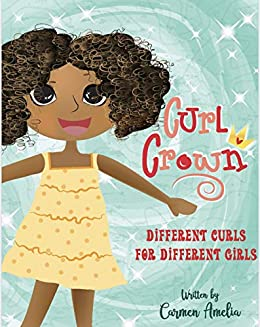 Curl
Crown
Different Curls
For Different Girls
Written by
Carmen Amelia